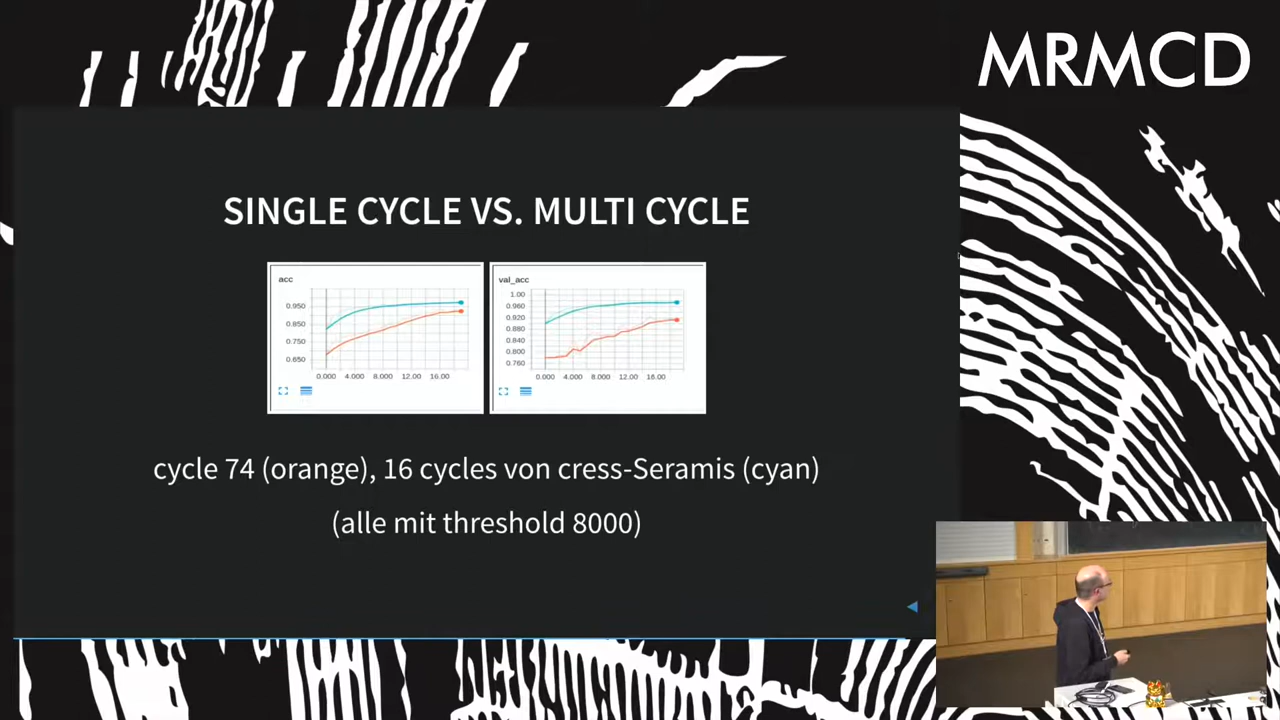 MRMCD
SINGLE CYCLE VS. MULTI CYCLE
acc
0.950
0.850
0.750
0.650
0.000 4.000 8.000 12.00 16.00
val_acc
1.00
0.960
0.920
0.880
0.840
0.800
0.760
0.000 4.000 8.000 12.00 16.00
cycle 74 (orange), 16 cycles von cress-Seramis (cyan)
(alle mit threshold 8000)